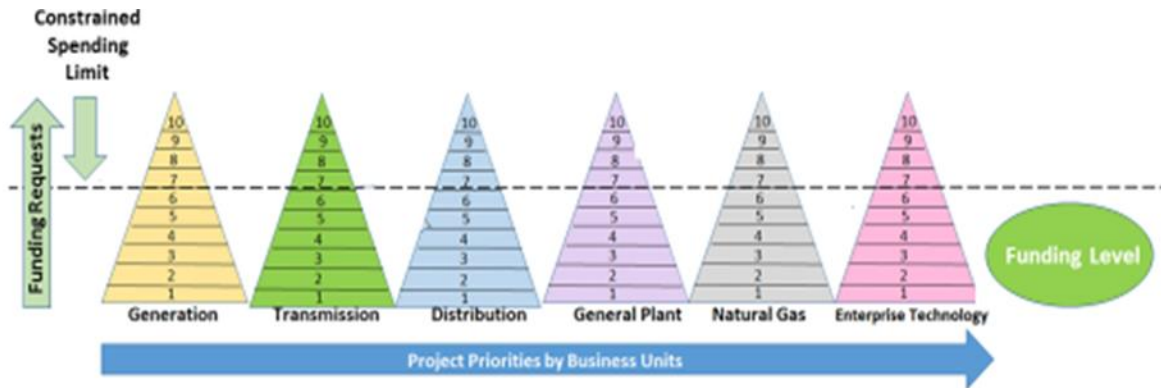 Constrained
Spending
Limit
Funding Requests
10 10 10 10 10 10
9 9 9 9 9 9
8 8 8 8 8 8
7 7 7 7 7 7
6 6 6 6 6 6
5 5 5 5 5 5
4 4 4 4 4 4
3 3 3 3 3 3
2 2 2 2 2 2
1 1 1 1 1 1
Generation Transmission Distribution General Plant Natural Gas Enterprise Technology
Funding Level
Project Priorities by Business Units